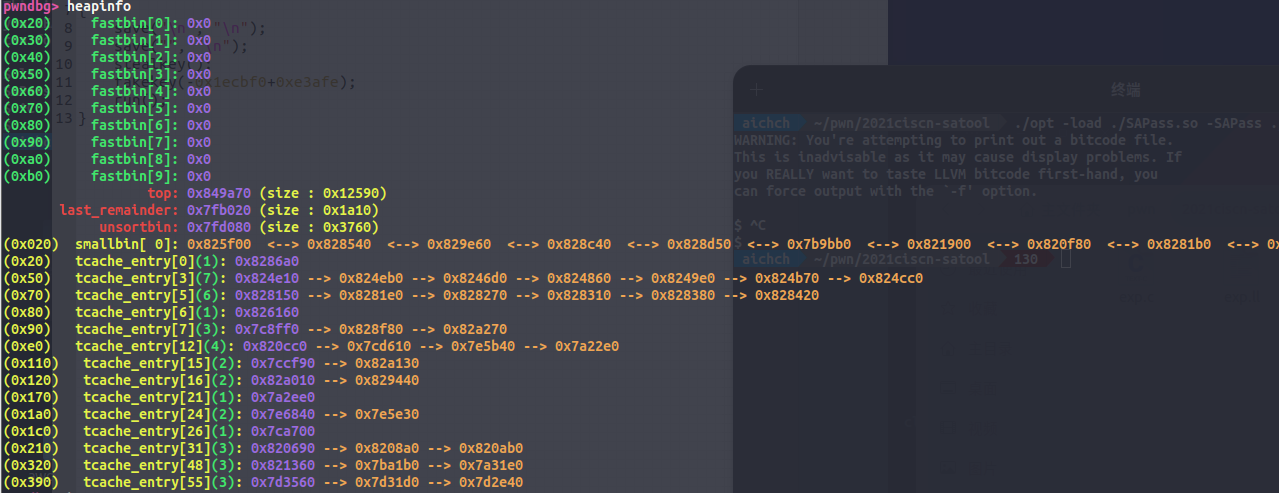 pwndbg> heapinfo
(0x20)     fastbin[0]: 0x0
(0x30)     fastbin[1]: 0x0
(0x40)     fastbin[2]: 0x0
(0x50)     fastbin[3]: 0x0
(0x60)     fastbin[4]: 0x0
(0x70)     fastbin[5]: 0x0
(0x80)     fastbin[6]: 0x0
(0x90)     fastbin[7]: 0x0
(0xa0)     fastbin[8]: 0x0
(0xb0)     fastbin[9]: 0x0
top: 0x849a70 (size : 0x12590)
last_remainder: 0x7fb020 (size : 0x1a10)
unsortbin: 0x7fd080 (size : 0x3760)
(0x020)  smallbin[ 0]: 0x825f00  <--> 0x828540  <--> 0x829e60  <--> 0x828c40  <--> 0x828d50  <--> 0x7b9bb0  <--> 0x821900  <--> 0x820f80  <--> 0x8281b0  <--> 0x
(0x20)   tcache_entry[0](1): 0x8286a0
(0x50)   tcache_entry[3](7): 0x824e10 --> 0x824eb0 --> 0x8246d0 --> 0x824860 --> 0x8249e0 --> 0x824b70 --> 0x824cc0
(0x70)   tcache_entry[5](6): 0x828150 --> 0x8281e0 --> 0x828270 --> 0x828310 --> 0x828380 --> 0x828420
(0x80)   tcache_entry[6](1): 0x826160
(0x90)   tcache_entry[7](3): 0x7c8ff0 --> 0x828f80 --> 0x82a270
(0xe0)   tcache_entry[12](4): 0x820cc0 --> 0x7cd610 --> 0x7e5b40 --> 0x7a22e0
(0x110)   tcache_entry[15](2): 0x7ccf90 --> 0x82a130
(0x120)   tcache_entry[16](2): 0x82a010 --> 0x829440
(0x170)   tcache_entry[21](1): 0x7a2ee0
(0x1a0)   tcache_entry[24](2): 0x7e6840 --> 0x7e5e30
(0x1c0)   tcache_entry[26](1): 0x7ca700
(0x210)   tcache_entry[31](3): 0x820690 --> 0x8208a0 --> 0x820ab0
(0x320)   tcache_entry[48](3): 0x821360 --> 0x7ba1b0 --> 0x7a31e0
(0x390)   tcache_entry[55](3): 0x7d3560 --> 0x7d31d0 --> 0x7d2e40
8
9
10
11
12
13 }
终端
aichch ~/pwn/2021ciscn-satool ./opt -load ./SAPass.so -SAPass .
WARNING: You're attempting to print out a bitcode file.
This is inadvisable as it may cause display problems. If
you REALLY want to taste LLVM bitcode first-hand, you
can force output with the `-f' option.
$ ^C
$
aichch ~/pwn/2021ciscn-satool 130